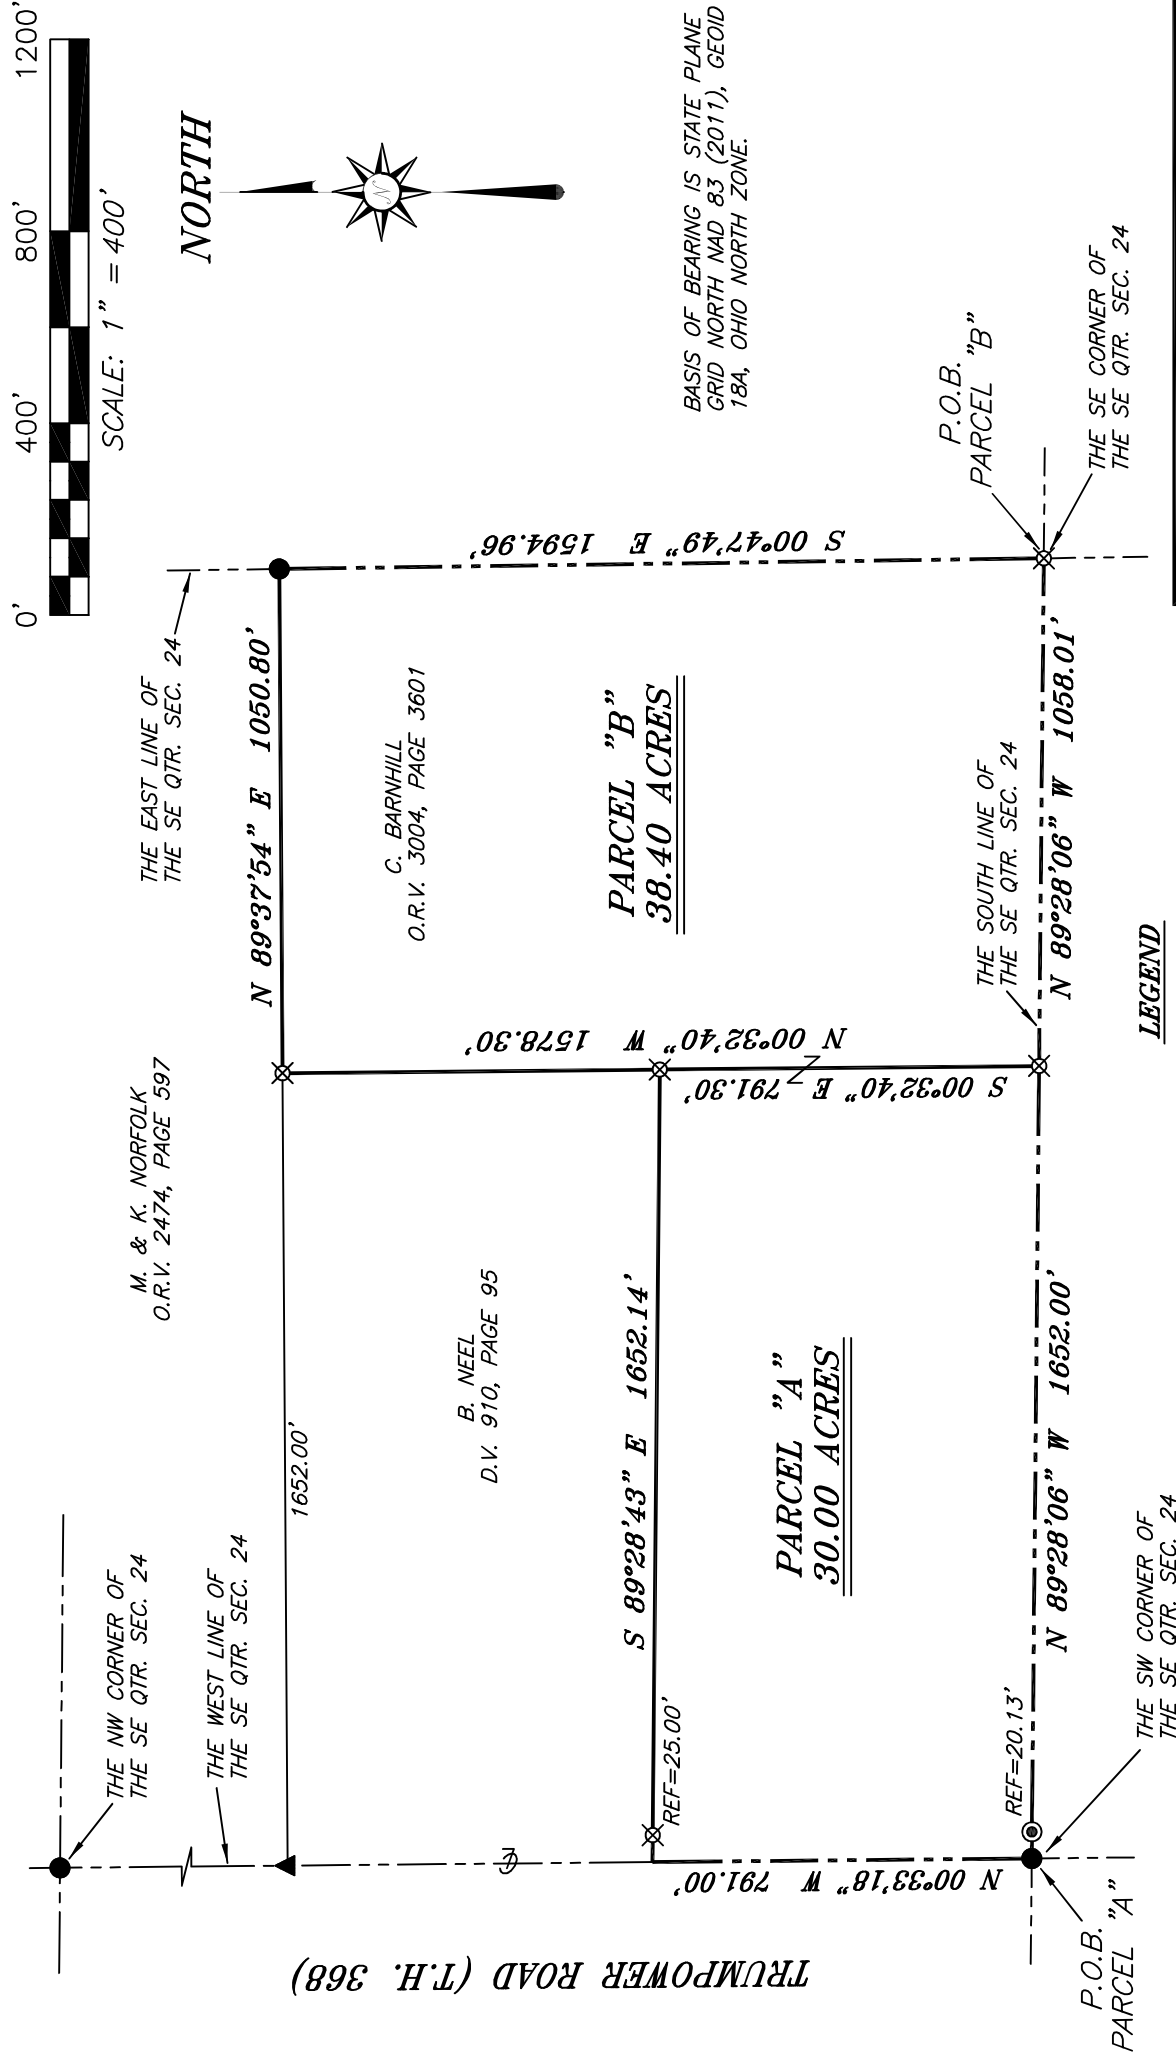 0' 400' 800' 1200'
SCALE: 1" = 400'
NORTH
N
BASIS OF BEARING IS STATE PLANE
GRID NORTH NAD 83 (2011), GEOID
18A, OHIO NORTH ZONE.
THE NW CORNER OF
THE SE QTR. SEC. 24
THE WEST LINE OF
THE SE QTR. SEC. 24
M. & K. NORFOLK
O.R.V. 2474, PAGE 597
THE EAST LINE OF
THE SE QTR. SEC. 24
1652.00'
N 89°37'54" E 1050.80'
B. NEEL
D.V. 910, PAGE 95
C. BARNHILL
O.R.V. 3004, PAGE 3601
TRUMPOWER ROAD (T.H. 368)
N 00°32'40" W 1578.30'
S 00°47'49" E 1594.96'
S 89°28'43" E 1652.14'
REF=25.00'
PARCEL "B"
38.40 ACRES
N 00°33'18" W 791.00'
S 00°32'40" E 791.30'
PARCEL "A"
30.00 ACRES
THE SOUTH LINE OF
THE SE QTR. SEC. 24
P.O.B.
PARCEL "B"
REF=20.13'
N 89°28'06" W 1652.00'
N 89°28'06" W 1058.01'
THE SE CORNER OF
THE SE QTR. SEC. 24
P.O.B.
PARCEL "A"
THE SW CORNER OF
THE SE QTR. SEC. 24
LEGEND